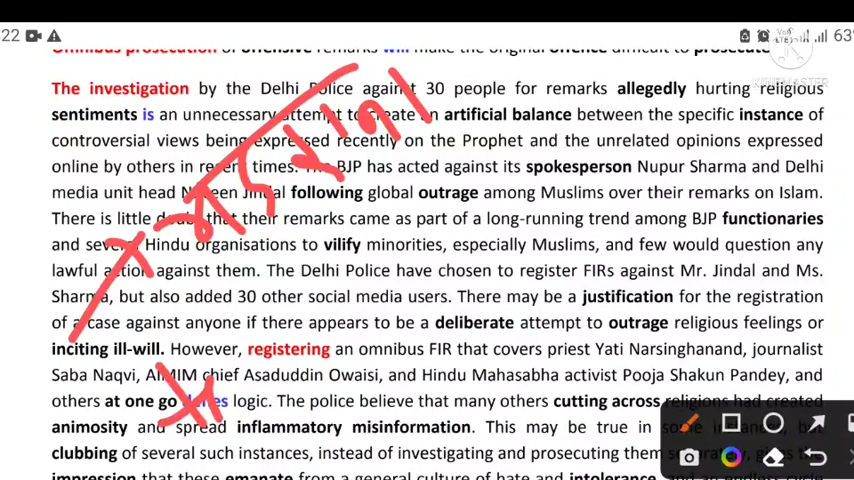 :22 63%
Omnibus prosecution of offensive remarks will make the original offence difficult to prosecute
The investigation by the Delhi Police against 30 people for remarks allegedly hurting religious
sentiments is an unnecessary attempt to create an artificial balance between the specific instance of
controversial views being expressed recently on the Prophet and the unrelated opinions expressed
online by others in recent times. The BJP has acted against its spokesperson Nupur Sharma and Delhi
media unit head Naveen Jindal following global outrage among Muslims over their remarks on Islam.
There is little doubt that their remarks came as part of a long-running trend among BJP functionaries
and several Hindu organisations to vilify minorities, especially Muslims, and few would question any
lawful action against them. The Delhi Police have chosen to register FIRs against Mr. Jindal and Ms.
Sharma, but also added 30 other social media users. There may be a justification for the registration
of a case against anyone if there appears to be a deliberate attempt to outrage religious feelings or
inciting ill-will. However, registering an omnibus FIR that covers priest Yati Narsinghanand, journalist
Saba Naqvi, AIMIM chief Asaduddin Owaisi, and Hindu Mahasabha activist Pooja Shakun Pandey, and
others at one go defies logic. The police believe that many others cutting across religions had created
animosity and spread inflammatory misinformation. This may be true in some instances, but
clubbing of several such instances, instead of investigating and prosecuting them separately, gives the
impression that these emanate from a general culture of hate and intolerance, and an endless cycle